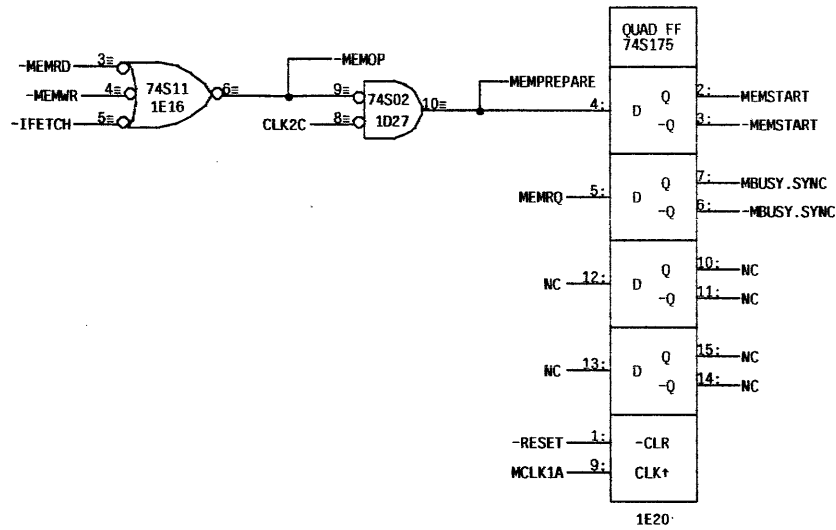 QUAD FF
74S175
-MEMRD 3≡
-MEMWR 4≡
-IFETCH 5≡
74S11
1E16
6≡
-MEMOP
9≡
CLK2C 8≡
74S02
1D27
10≡
MEMPREPARE
4: D Q 2: MEMSTART
-Q 3: -MEMSTART
MEMRQ 5: D Q 7: MBUSY.SYNC
-Q 6: -MBUSY.SYNC
NC 12: D Q 10: NC
-Q 11: NC
NC 13: D Q 15: NC
-Q 14: NC
-RESET 1: -CLR
MCLK1A 9: CLK↑
1E20